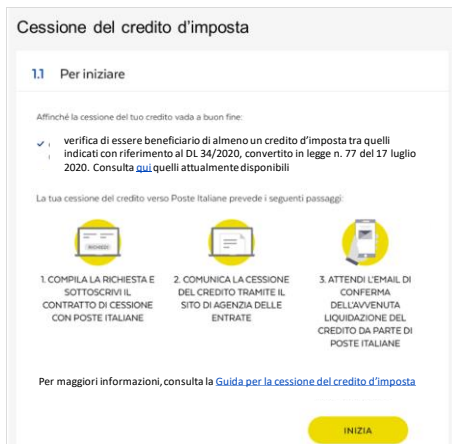 Cessione del credito d'imposta
1.1 Per iniziare
Affinché la cessione del tuo credito vada a buon fine:
verifica di essere beneficiario di almeno un credito d'imposta tra quelli
indicati con riferimento al DL 34/2020, convertito in legge n. 77 del 17 luglio
2020. Consulta qui quelli attualmente disponibili
La tua cessione del credito verso Poste Italiane prevede i seguenti passaggi:
RICHIEDI
1. COMPILA LA RICHIESTA E
SOTTOSCRIVI IL
CONTRATTO DI CESSIONE
CON POSTE ITALIANE
2. COMUNICA LA CESSIONE
DEL CREDITO TRAMITE IL
SITO DI AGENZIA DELLE
ENTRATE
3. ATTENDI L'EMAIL DI
CONFERMA
DELL'AVVENUTA
LIQUIDAZIONE DEL
CREDITO DA PARTE DI
POSTE ITALIANE
Per maggiori informazioni, consulta la Guida per la cessione del credito d'imposta
INIZIA